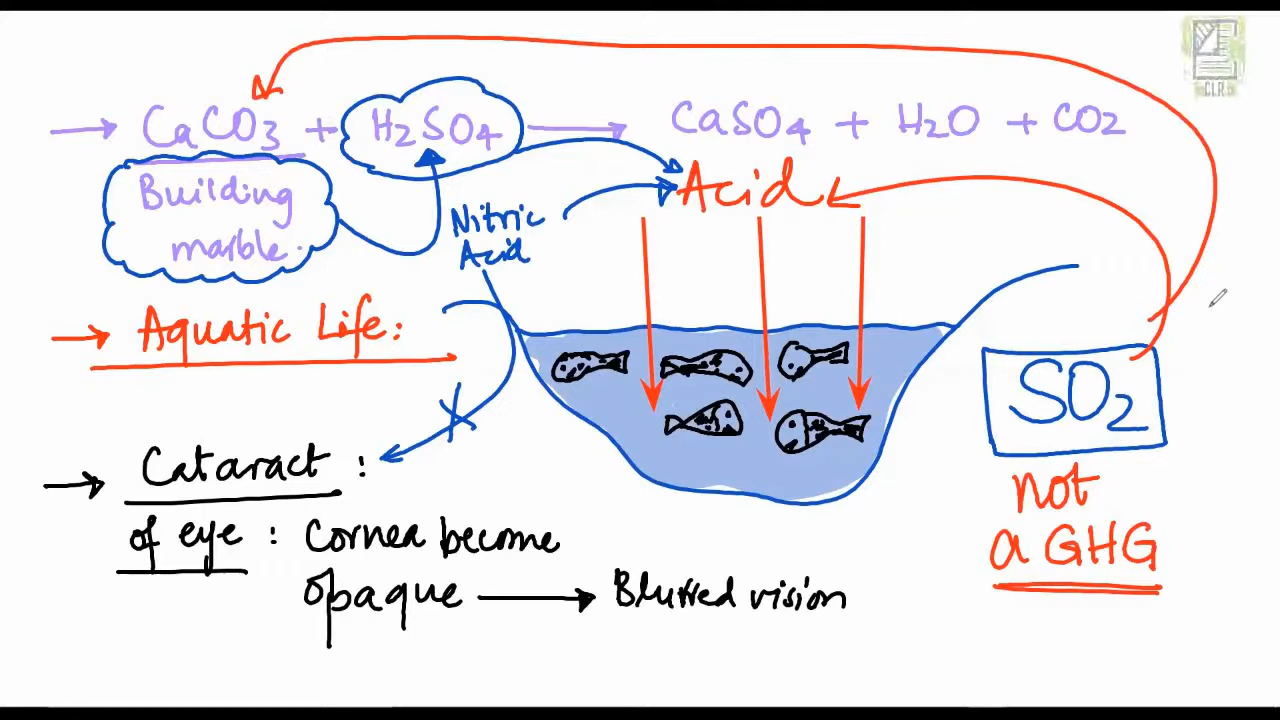 → CaCO3 + H2SO4 → CaSO4 + H2O + CO2
Building
marble.
Nitric
Acid
Acid
→ Aquatic Life:
SO2
not
a GHG
→ Cataract :
of eye : Cornea become
opaque → Blurred vision
CLR